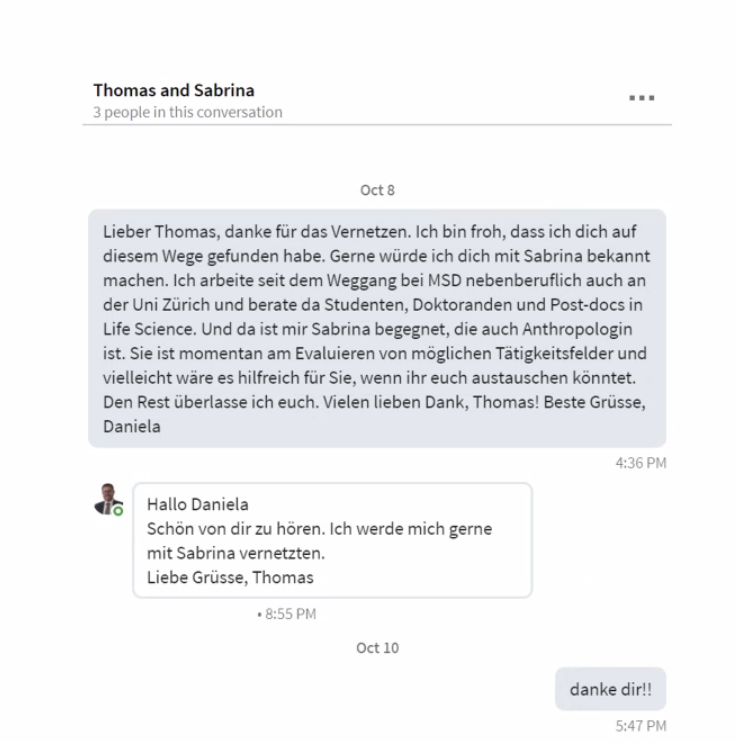 Thomas and Sabrina
3 people in this conversation
Oct 8
Lieber Thomas, danke für das Vernetzen. Ich bin froh, dass ich dich auf
diesem Wege gefunden habe. Gerne würde ich dich mit Sabrina bekannt
machen. Ich arbeite seit dem Weggang bei MSD nebenberuflich auch an
der Uni Zürich und berate da Studenten, Doktoranden und Post-docs in
Life Science. Und da ist mir Sabrina begegnet, die auch Anthropologin
ist. Sie ist momentan am Evaluieren von möglichen Tätigkeitsfelder und
vielleicht wäre es hilfreich für Sie, wenn ihr euch austauschen könntet.
Den Rest überlasse ich euch. Vielen lieben Dank, Thomas! Beste Grüsse,
Daniela
4:36 PM
Hallo Daniela
Schön von dir zu hören. Ich werde mich gerne
mit Sabrina vernetzten.
Liebe Grüsse, Thomas
• 8:55 PM
Oct 10
danke dir!!
5:47 PM